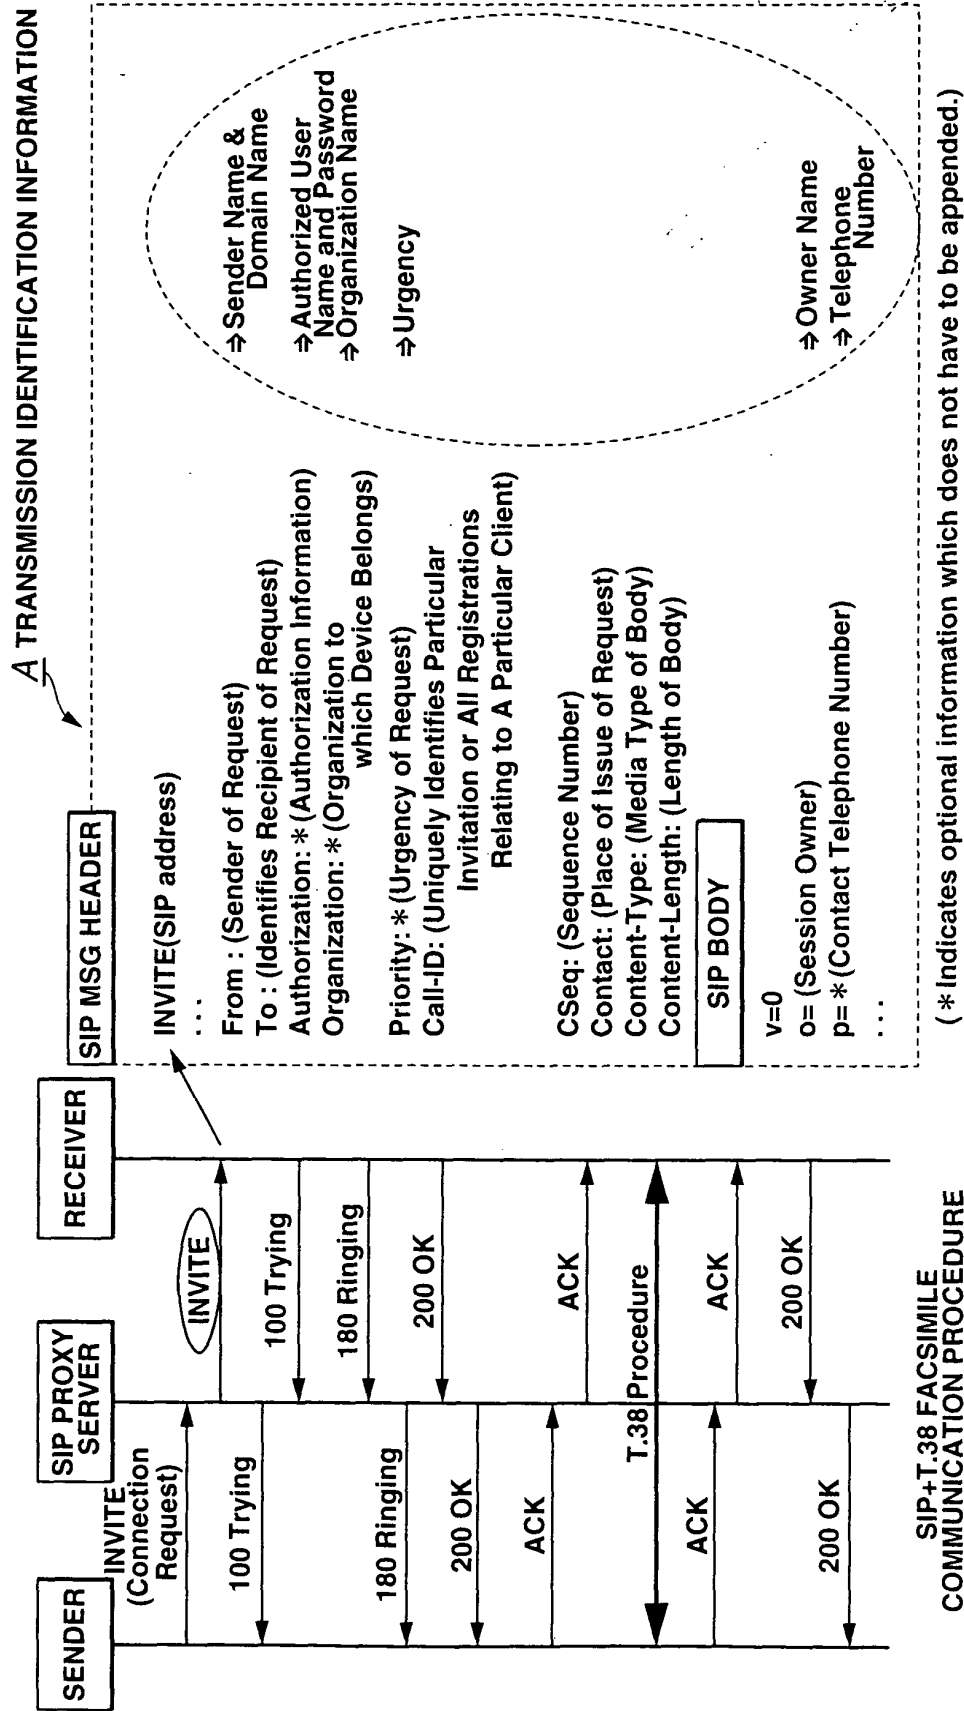 A TRANSMISSION IDENTIFICATION INFORMATION
SENDER
SIP PROXY
SERVER
RECEIVER
INVITE
(Connection
Request)
INVITE
100 Trying
100 Trying
180 Ringing
180 Ringing
200 OK
200 OK
ACK
ACK
T.38 Procedure
ACK
ACK
200 OK
200 OK
SIP+T.38 FACSIMILE
COMMUNICATION PROCEDURE
SIP MSG HEADER
INVITE(SIP address)
...
From : (Sender of Request)
To : (Identifies Recipient of Request)
Authorization: * (Authorization Information)
Organization: * (Organization to
which Device Belongs)
Priority: * (Urgency of Request)
Call-ID: (Uniquely Identifies Particular
Invitation or All Registrations
Relating to A Particular Client)
CSeq: (Sequence Number)
Contact: (Place of Issue of Request)
Content-Type: (Media Type of Body)
Content-Length: (Length of Body)
SIP BODY
v=0
o= (Session Owner)
p= * (Contact Telephone Number)
...
⇒ Sender Name &
Domain Name
⇒ Authorized User
Name and Password
⇒ Organization Name
⇒ Urgency
⇒ Owner Name
⇒ Telephone
Number
( * Indicates optional information which does not have to be appended.)